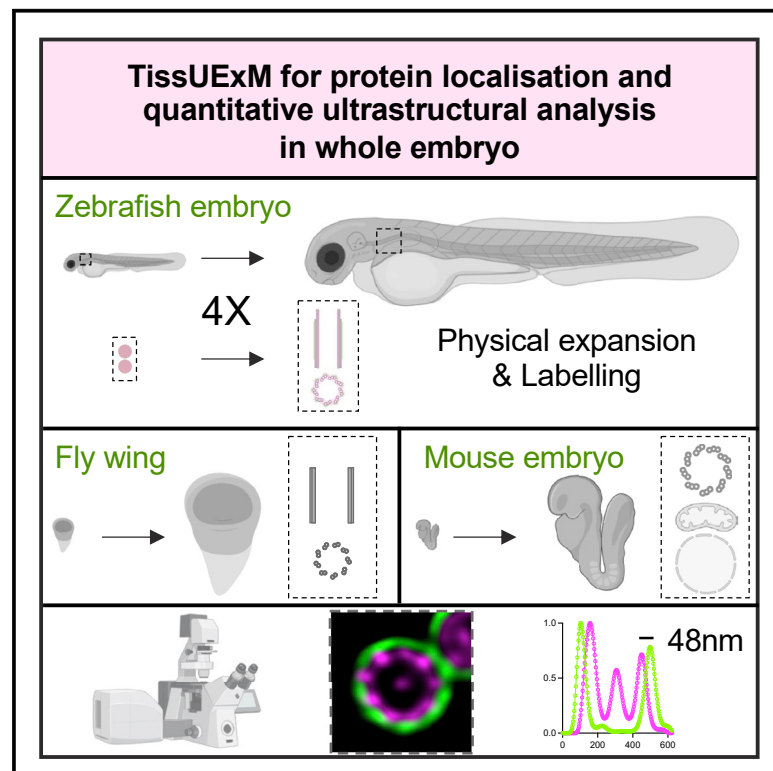 TissUExM for protein localisation and
quantitative ultrastructural analysis
in whole embryo
Zebrafish embryo
4X
Physical expansion
& Labelling
Fly wing
Mouse embryo
1.0
0.5
0
0 200 400 600
48nm